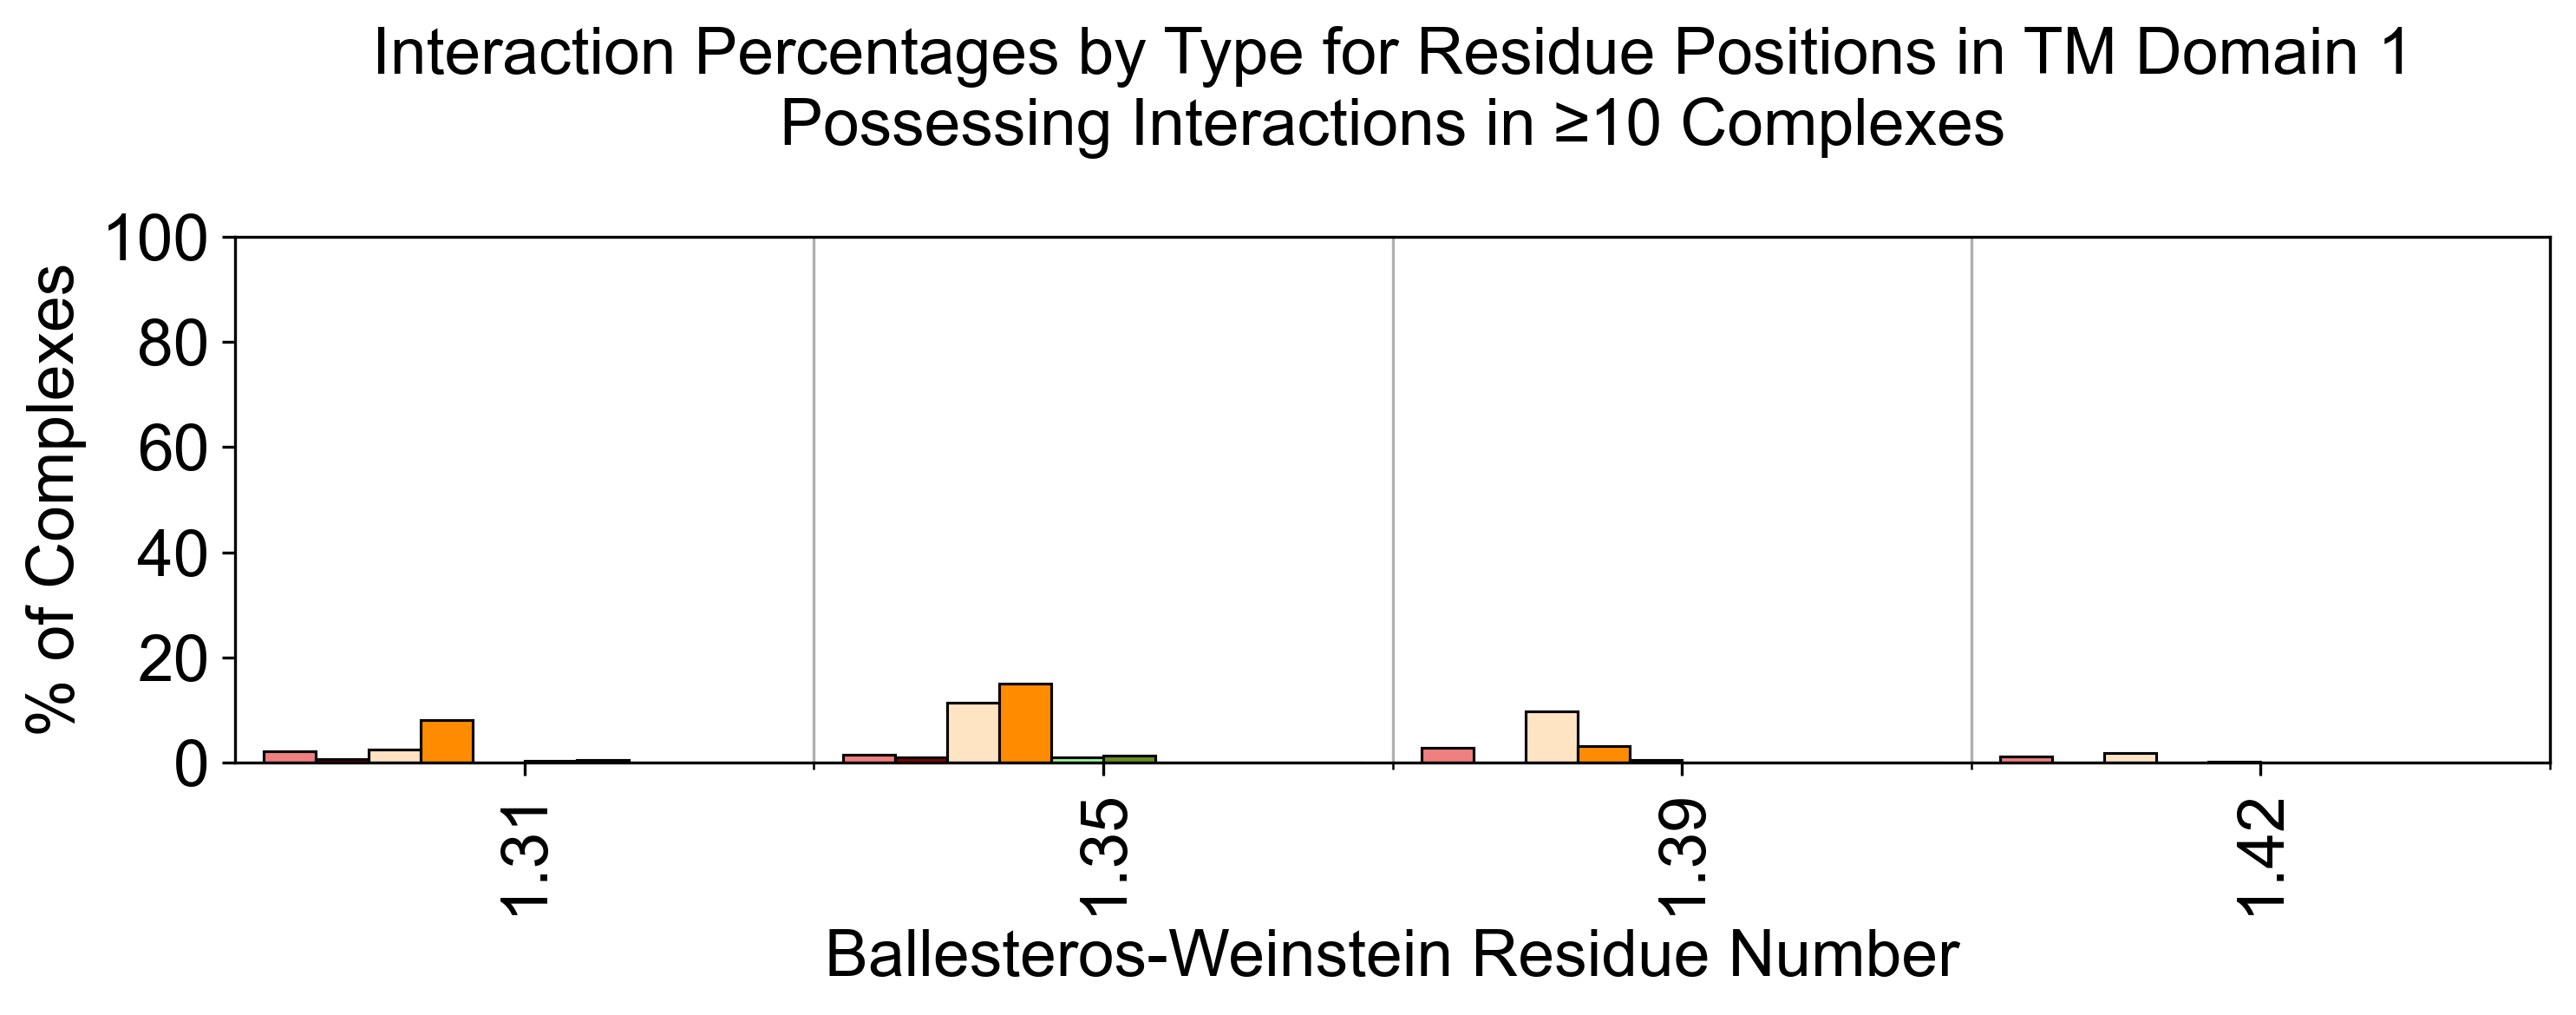 Interaction Percentages by Type for Residue Positions in TM Domain 1
Possessing Interactions in ≥10 Complexes
% of Complexes
100
80
60
40
20
0
1.31
1.35
1.39
1.42
Ballesteros-Weinstein Residue Number